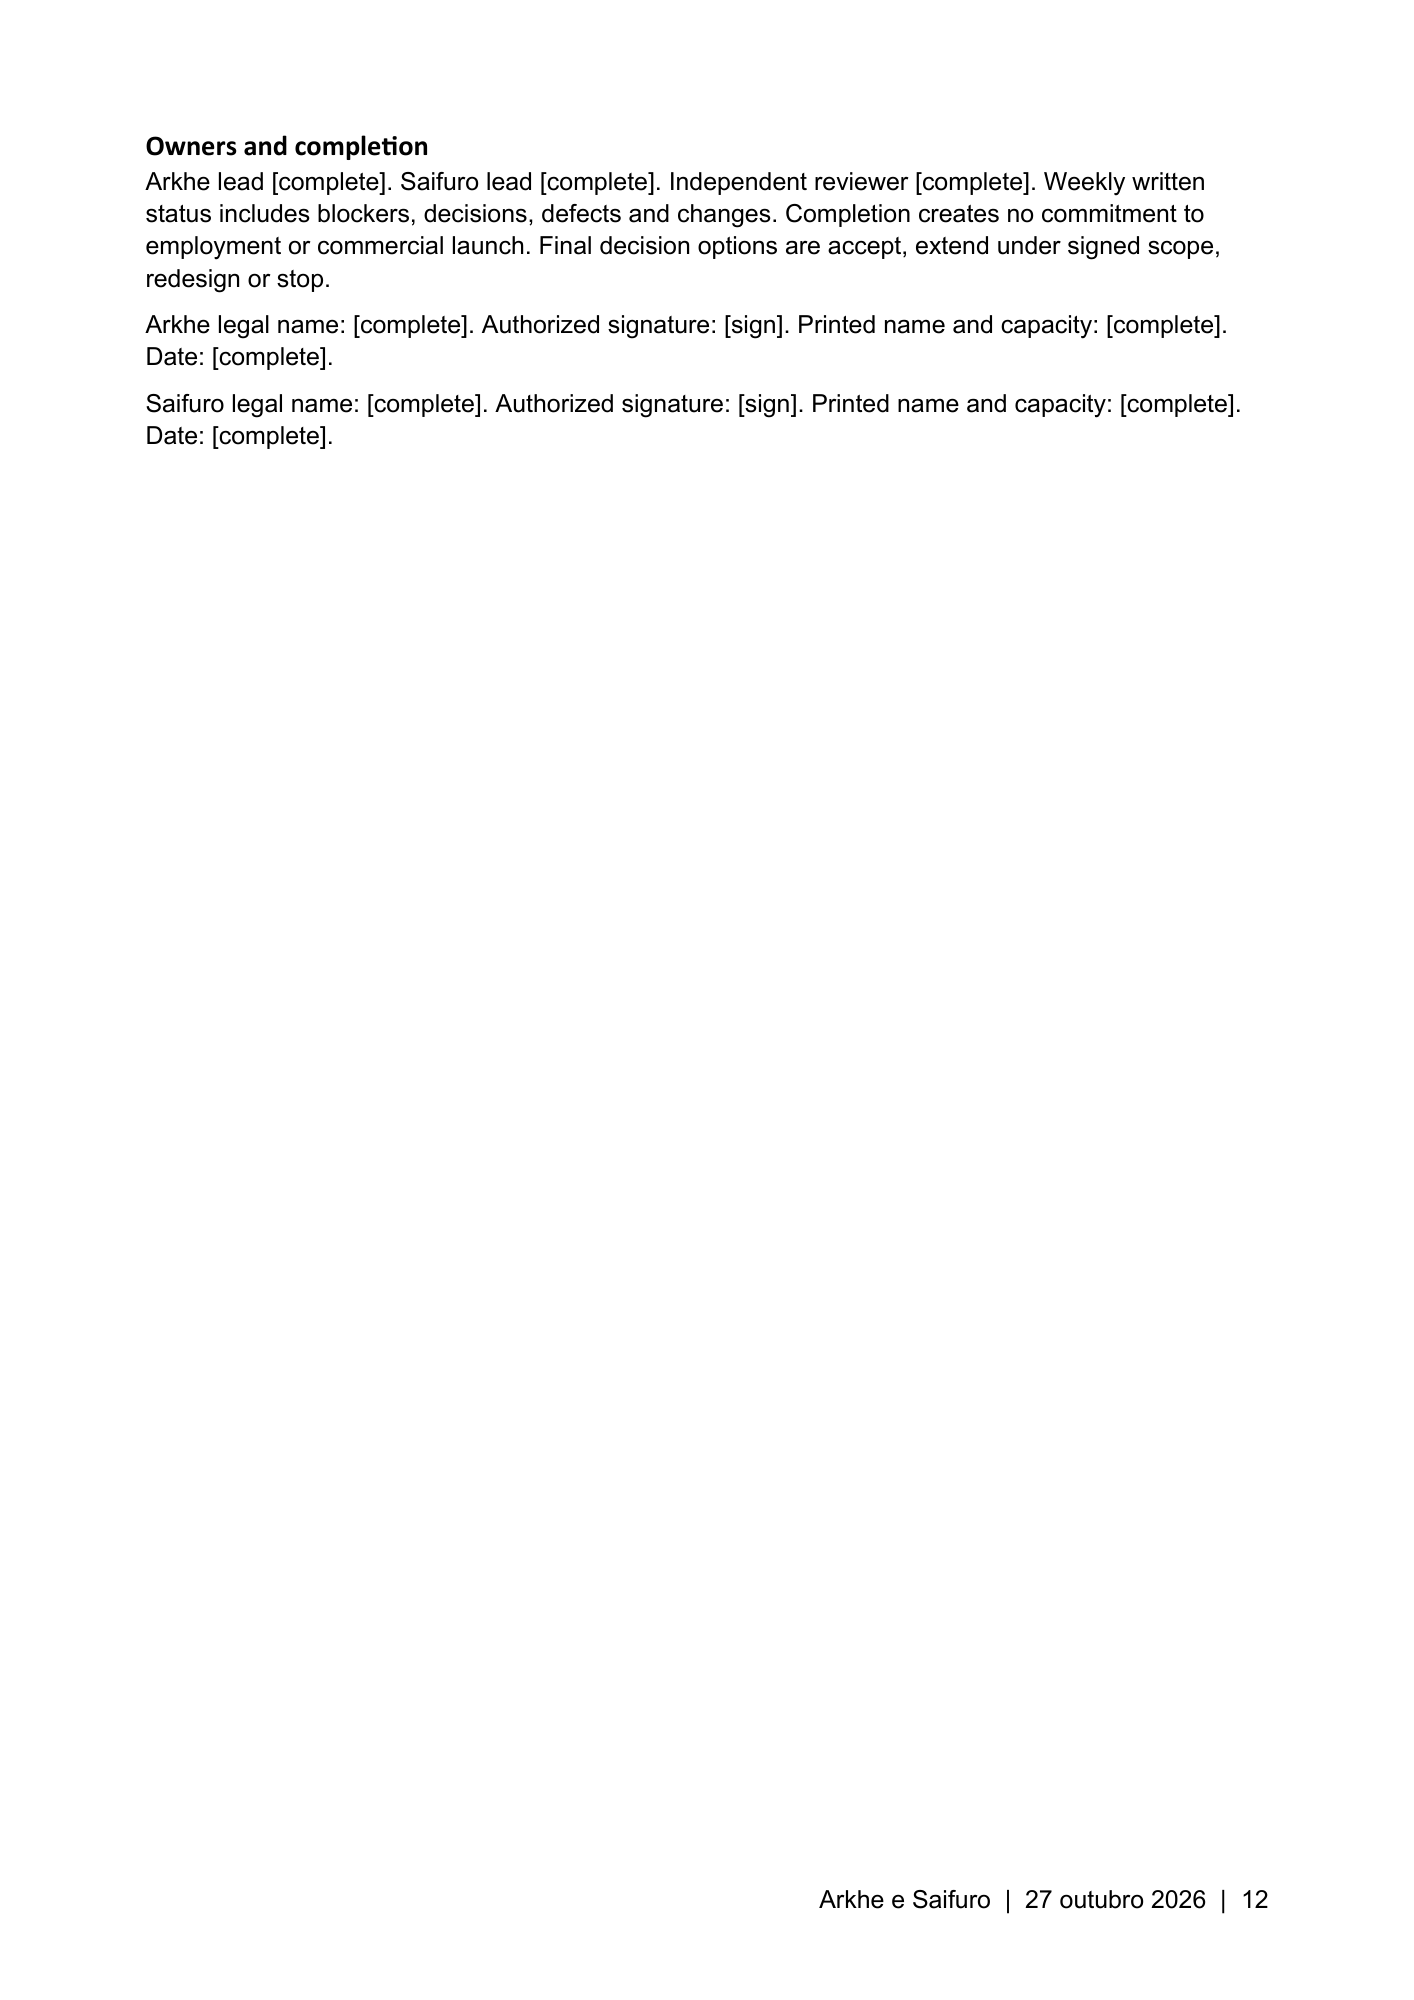 Owners and completion
Arkhe lead [complete]. Saifuro lead [complete]. Independent reviewer [complete]. Weekly written
status includes blockers, decisions, defects and changes. Completion creates no commitment to
employment or commercial launch. Final decision options are accept, extend under signed scope,
redesign or stop.
Arkhe legal name: [complete]. Authorized signature: [sign]. Printed name and capacity: [complete].
Date: [complete].
Saifuro legal name: [complete]. Authorized signature: [sign]. Printed name and capacity: [complete].
Date: [complete].
Arkhe e Saifuro | 27 outubro 2026 | 12